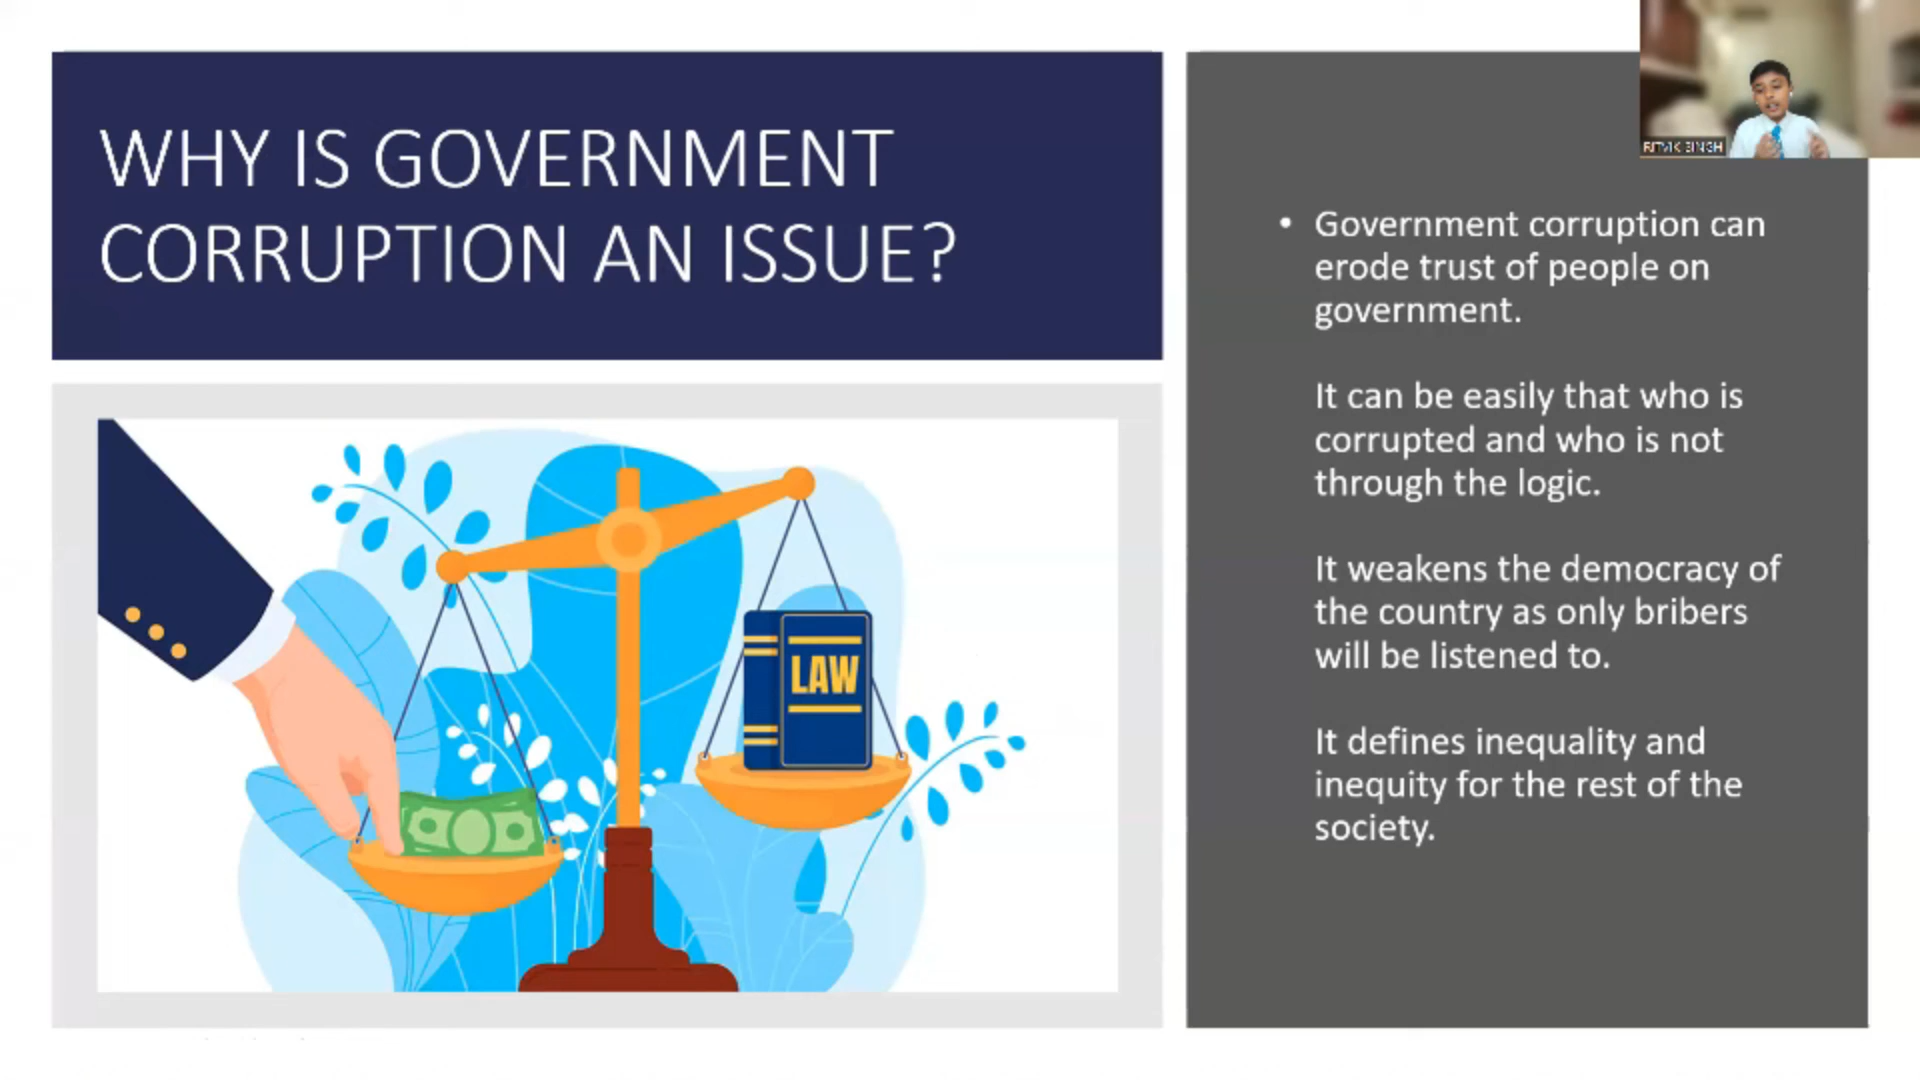 WHY IS GOVERNMENT
CORRUPTION AN ISSUE?
RITVIK SINGH
• Government corruption can
erode trust of people on
government.
It can be easily that who is
corrupted and who is not
through the logic.
It weakens the democracy of
the country as only bribers
will be listened to.
It defines inequality and
inequity for the rest of the
society.
LAW